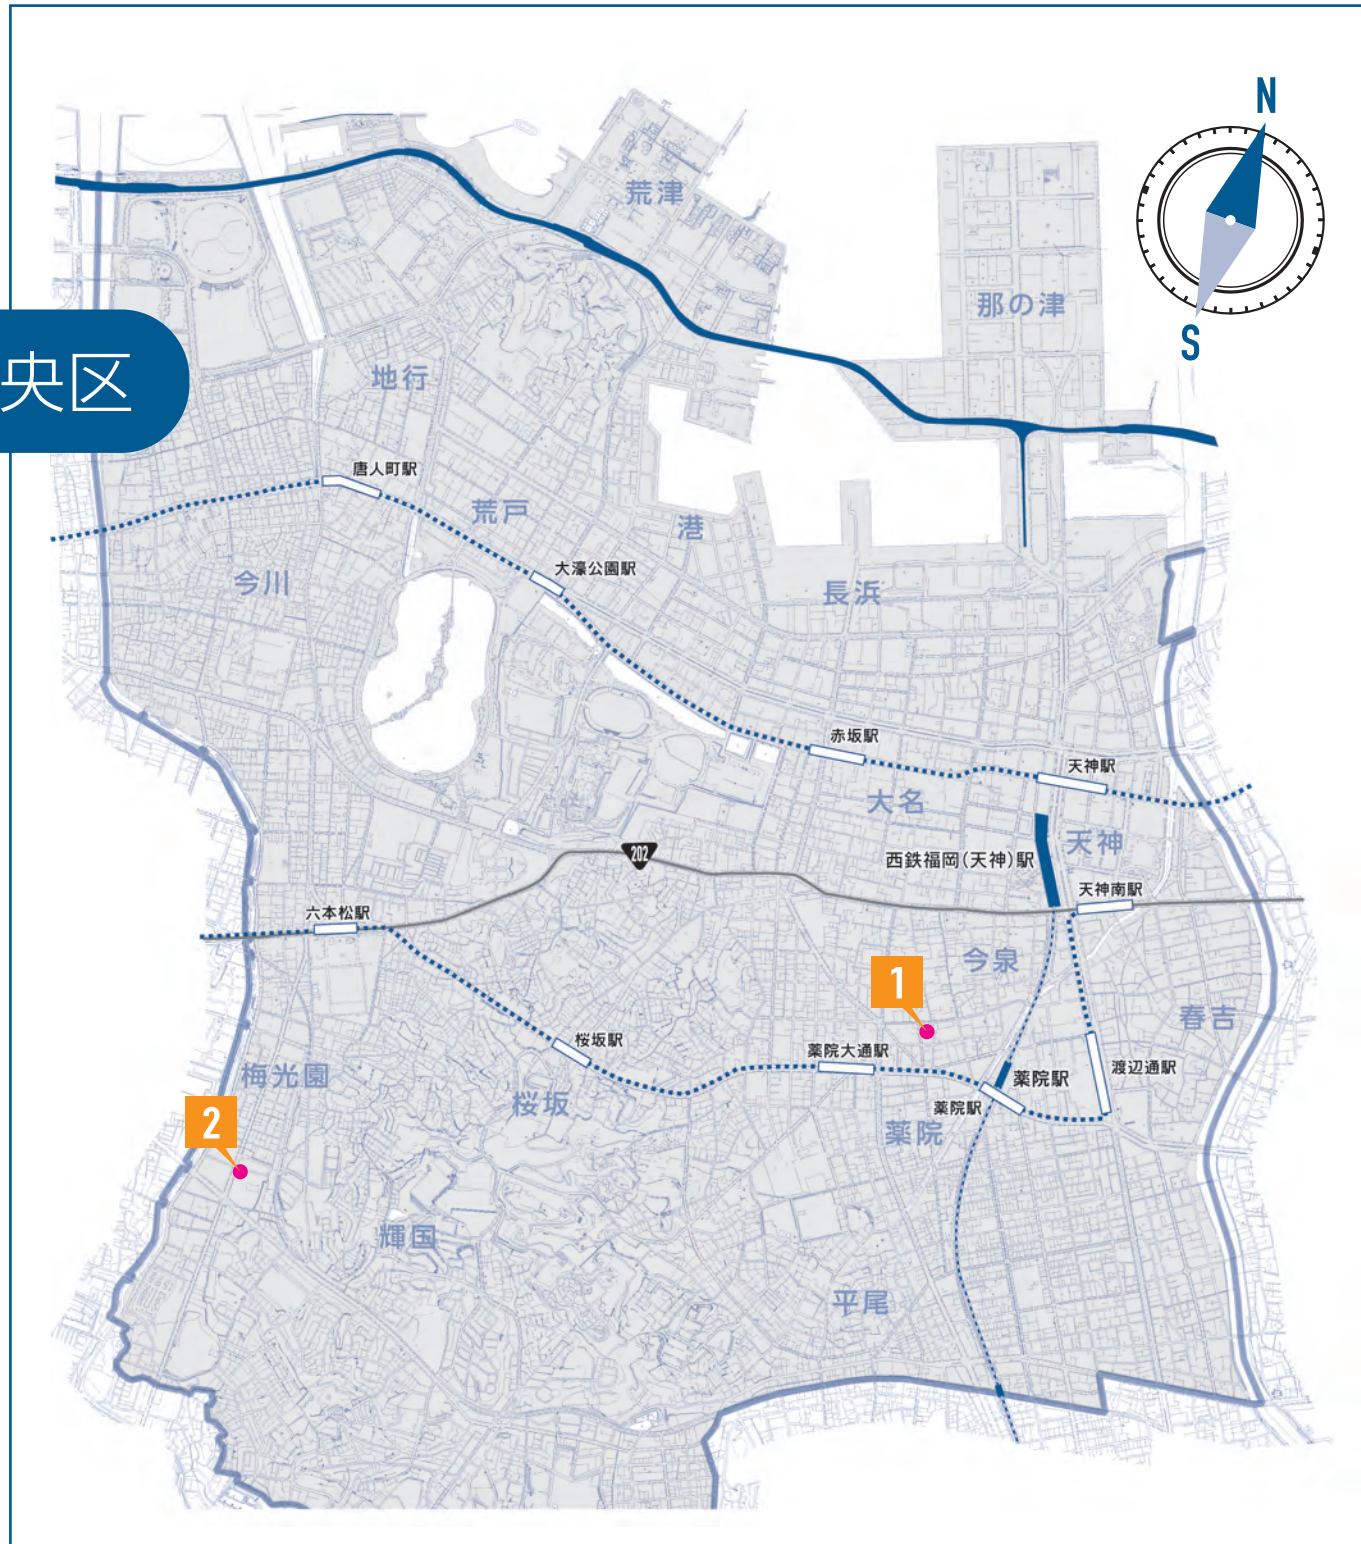 N
荒津
那の津
S
央区
地行
唐人町駅
荒戸
港
大濠公園駅
今川
長浜
赤坂駅
天神駅
大名
天神
202
西鉄福岡(天神)駅
天神南駅
六本松駅
今泉
1
春吉
桜坂駅
薬院大通駅
渡辺通駅
梅光園
薬院駅
桜坂
薬院駅
2
薬院
輝国
平尾